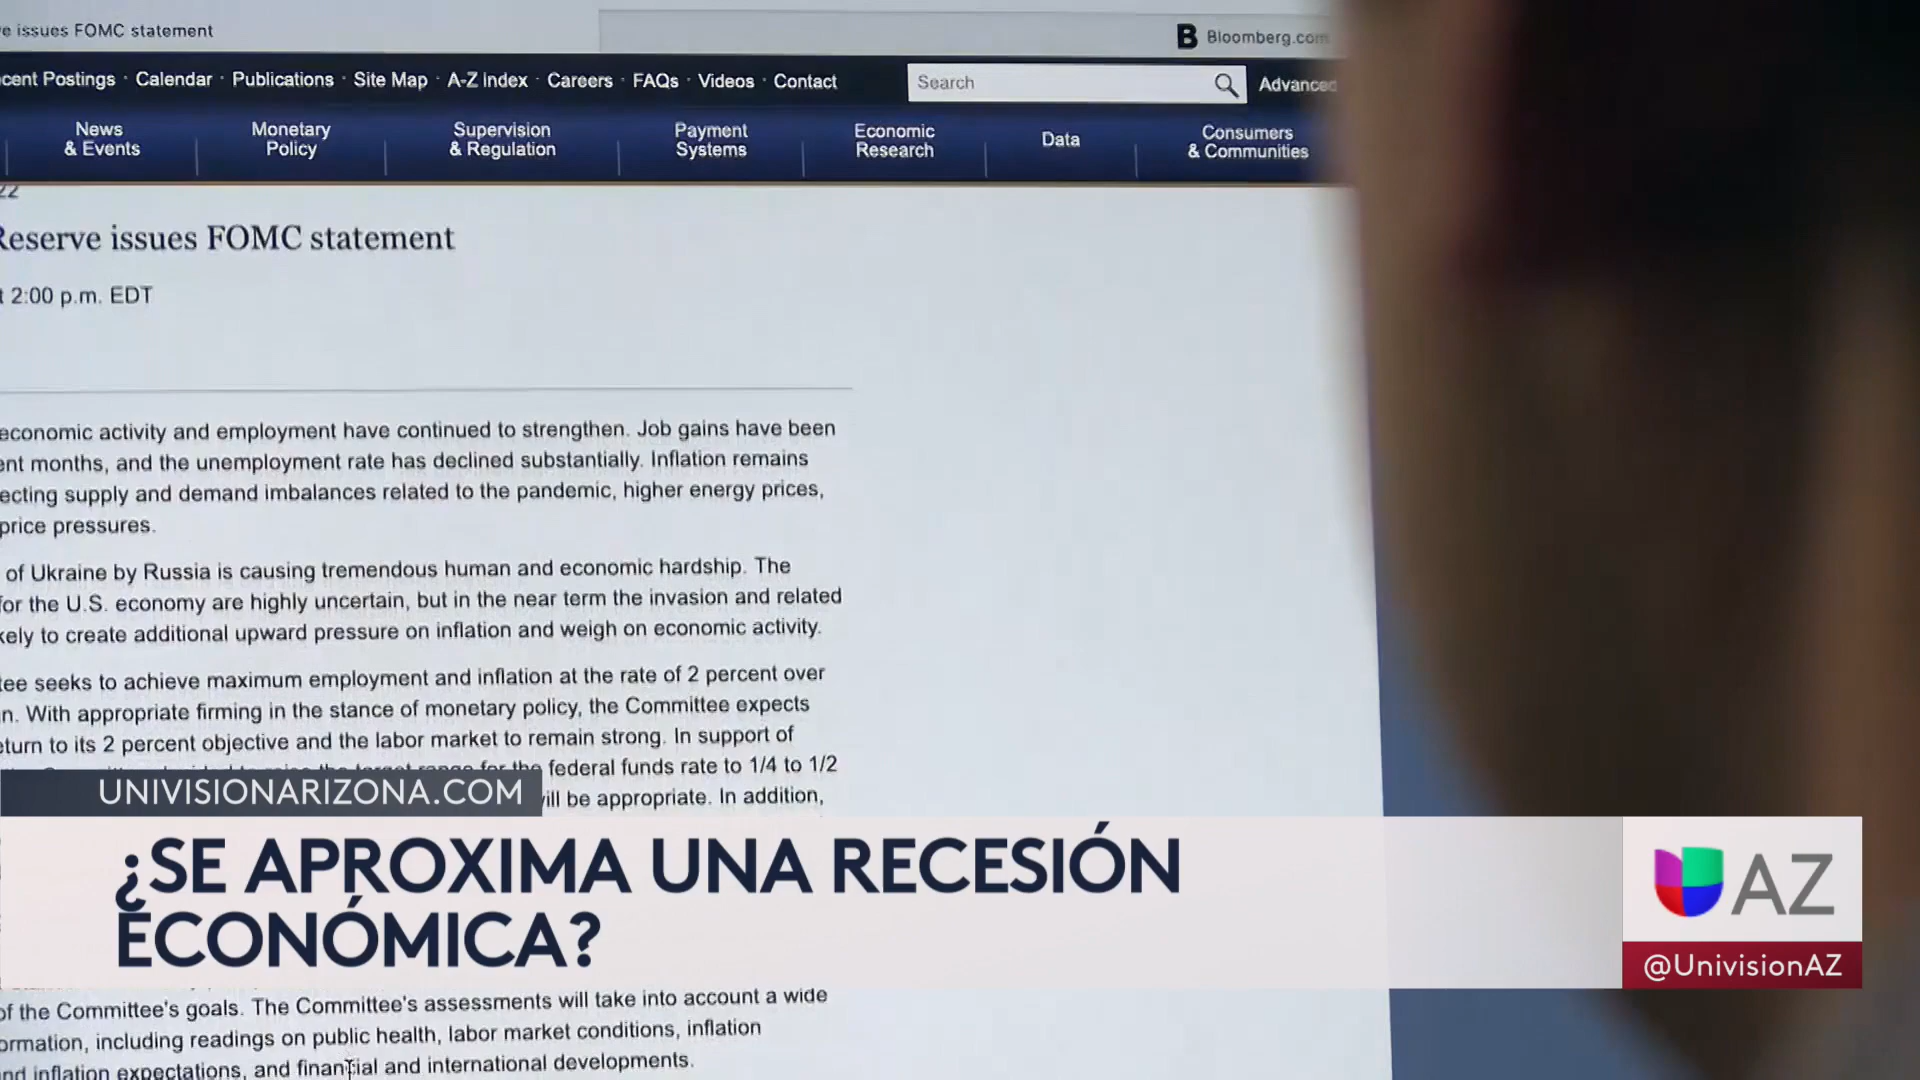 issues FOMC statement
B Bloomberg.com
Postings · Calendar · Publications · Site Map · A-Z Index · Careers · FAQs · Videos · Contact
Search
Advanced
News & Events
Monetary Policy
Supervision & Regulation
Payment Systems
Economic Research
Data
Consumers & Communities
22
Reserve issues FOMC statement
2:00 p.m. EDT
economic activity and employment have continued to strengthen. Job gains have been
months, and the unemployment rate has declined substantially. Inflation remains
supply and demand imbalances related to the pandemic, higher energy prices,
price pressures.
of Ukraine by Russia is causing tremendous human and economic hardship. The
for the U.S. economy are highly uncertain, but in the near term the invasion and related
to create additional upward pressure on inflation and weigh on economic activity.
seeks to achieve maximum employment and inflation at the rate of 2 percent over
With appropriate firming in the stance of monetary policy, the Committee expects
to its 2 percent objective and the labor market to remain strong. In support of
federal funds rate to 1/4 to 1/2
will be appropriate. In addition,
UNIVISIONARIZONA.COM
¿SE APROXIMA UNA RECESIÓN
ECONÓMICA?
AZ
@UnivisionAZ
of the Committee's goals. The Committee's assessments will take into account a wide
including readings on public health, labor market conditions, inflation
and inflation expectations, and financial and international developments.